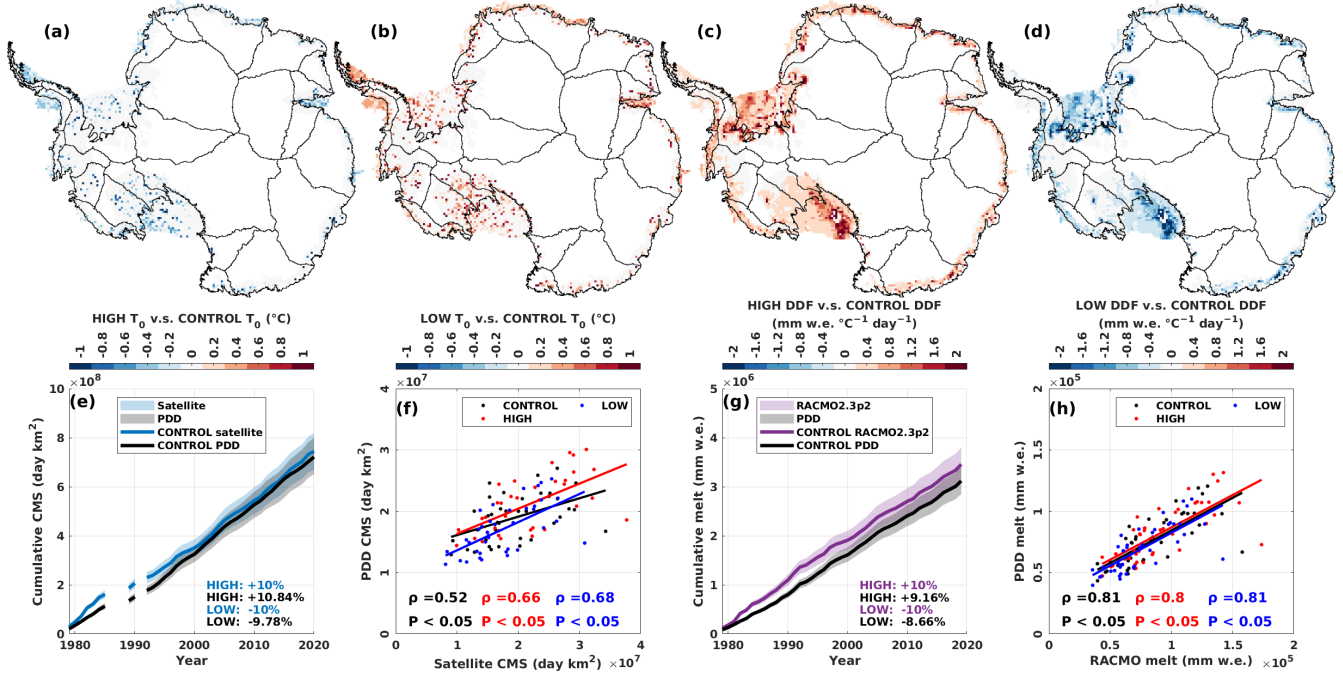 (a)
(b)
(c)
(d)
HIGH T0 v.s. CONTROL T0 (°C)
-1 -0.8 -0.6 -0.4 -0.2 0 0.2 0.4 0.6 0.8 1
LOW T0 v.s. CONTROL T0 (°C)
-1 -0.8 -0.6 -0.4 -0.2 0 0.2 0.4 0.6 0.8 1
HIGH DDF v.s. CONTROL DDF
(mm w.e. °C−1 day−1)
-2 -1.6 -1.2 -0.8 -0.4 0 0.4 0.8 1.2 1.6 2
LOW DDF v.s. CONTROL DDF
(mm w.e. °C−1 day−1)
-2 -1.6 -1.2 -0.8 -0.4 0 0.4 0.8 1.2 1.6 2
×10^8
(e)
Satellite
PDD
CONTROL satellite
CONTROL PDD
Cumulative CMS (day km2)
10
8
6
4
2
0
HIGH: +10%
HIGH: +10.84%
LOW: -10%
LOW: -9.78%
1980 1990 2000 2010 2020
Year
×10^7
(f)
CONTROL
HIGH
LOW
PDD CMS (day km2)
4
3
2
1
0
ρ =0.52 ρ =0.66 ρ =0.68
P < 0.05 P < 0.05 P < 0.05
0 1 2 3 4
Satellite CMS (day km2) ×10^7
×10^6
(g)
RACMO2.3p2
PDD
CONTROL RACMO2.3p2
CONTROL PDD
Cumulative melt (mm w.e.)
5
4
3
2
1
0
HIGH: +10%
HIGH: +9.16%
LOW: -10%
LOW: -8.66%
1980 1990 2000 2010 2020
Year
×10^5
(h)
CONTROL
HIGH
LOW
PDD melt (mm w.e.)
2
1.5
1
0.5
0
ρ =0.81 ρ =0.8 ρ =0.81
P < 0.05 P < 0.05 P < 0.05
0 0.5 1 1.5 2
RACMO melt (mm w.e.) ×10^5